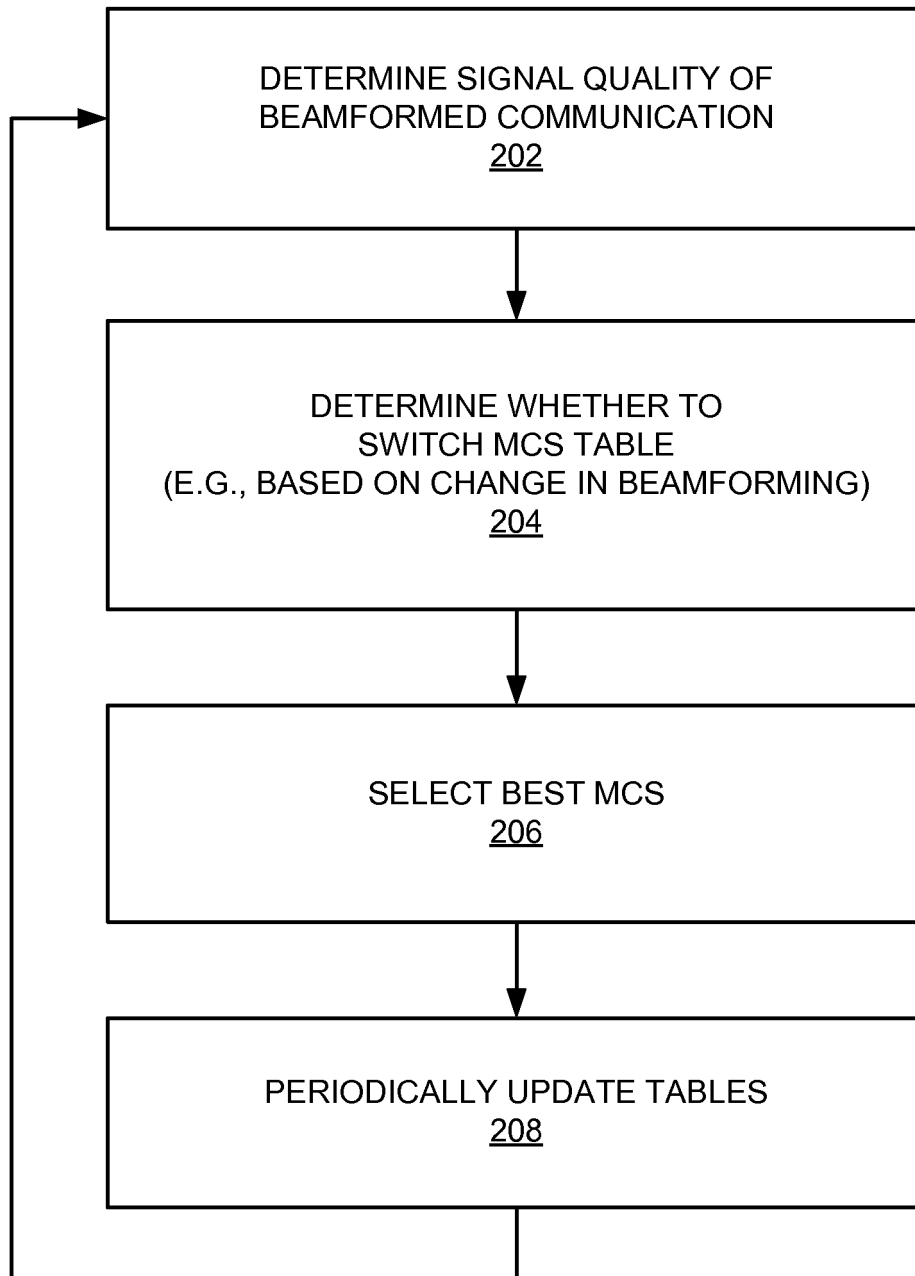 DETERMINE SIGNAL QUALITY OF
BEAMFORMED COMMUNICATION
202
DETERMINE WHETHER TO
SWITCH MCS TABLE
(E.G., BASED ON CHANGE IN BEAMFORMING)
204
SELECT BEST MCS
206
PERIODICALLY UPDATE TABLES
208